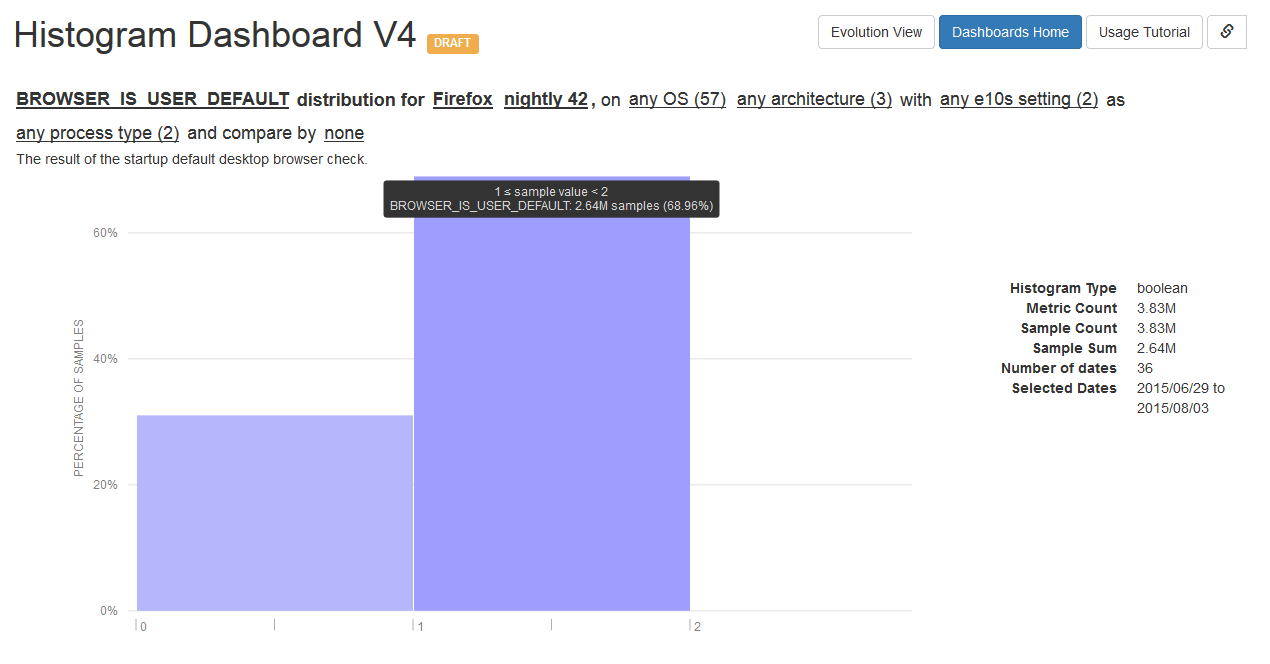 Histogram Dashboard V4 DRAFT
Evolution View Dashboards Home Usage Tutorial
BROWSER_IS_USER_DEFAULT distribution for Firefox nightly 42, on any OS (57) any architecture (3) with any e10s setting (2) as
any process type (2) and compare by none
The result of the startup default desktop browser check.
1 ≤ sample value < 2
BROWSER_IS_USER_DEFAULT: 2.64M samples (68.96%)
PERCENTAGE OF SAMPLES
60%
40%
20%
0%
0 1 2
Histogram Type boolean
Metric Count 3.83M
Sample Count 3.83M
Sample Sum 2.64M
Number of dates 36
Selected Dates 2015/06/29 to
2015/08/03